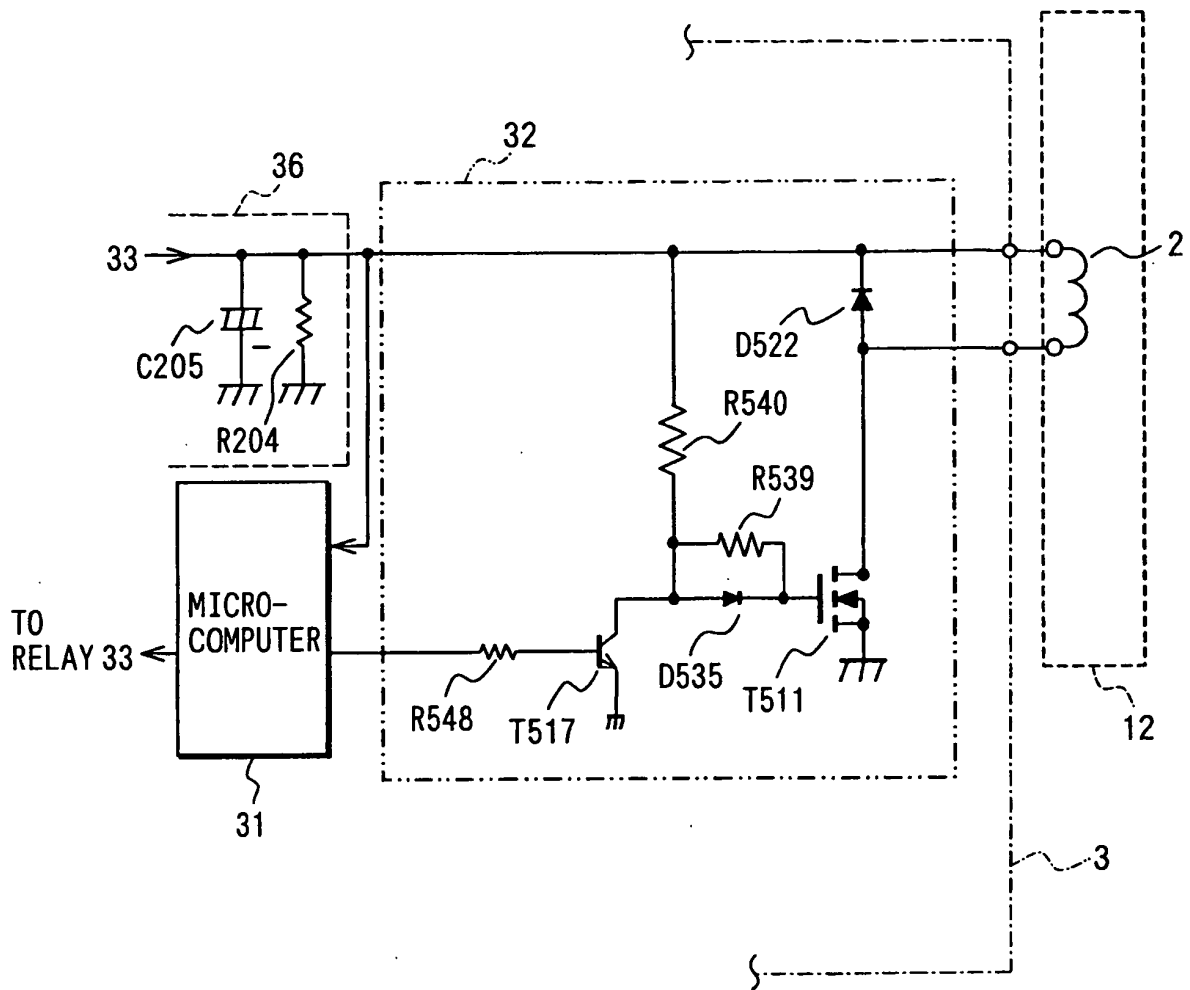 32
36
33
2
C205
R204
D522
R540
R539
MICRO-
COMPUTER
TO
RELAY 33
R548
T517
D535
T511
12
31
3